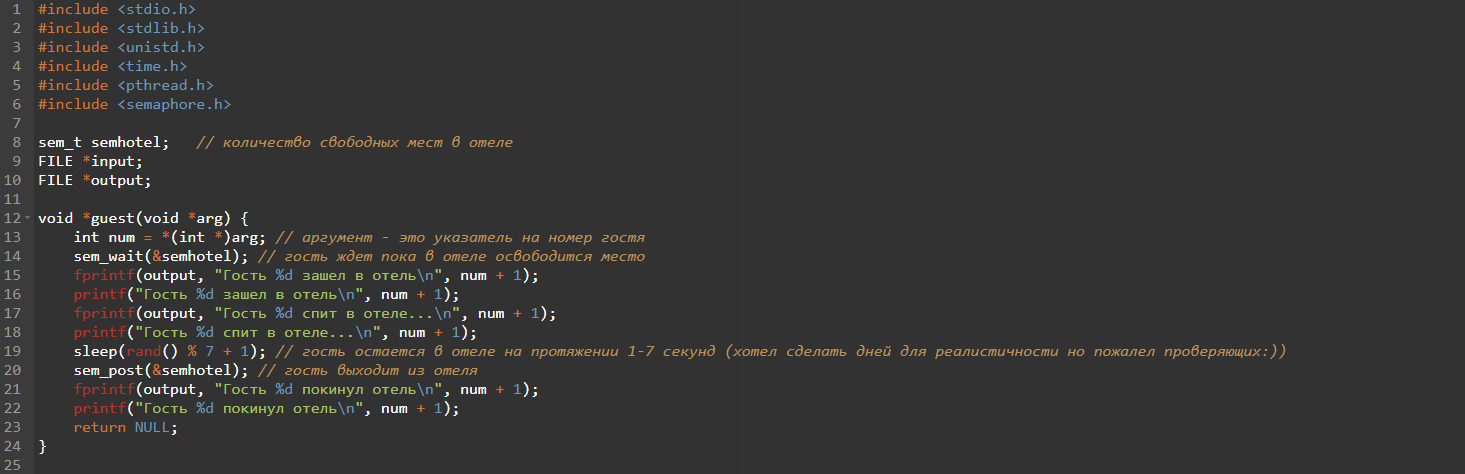 1 #include <stdio.h>
2 #include <stdlib.h>
3 #include <unistd.h>
4 #include <time.h>
5 #include <pthread.h>
6 #include <semaphore.h>
7
8 sem_t semhotel;   // количество свободных мест в отеле
9 FILE *input;
10 FILE *output;
11
12 void *guest(void *arg) {
13     int num = *(int *)arg; // аргумент - это указатель на номер гостя
14     sem_wait(&semhotel); // гость ждет пока в отеле освободится место
15     fprintf(output, "Гость %d зашел в отель\n", num + 1);
16     printf("Гость %d зашел в отель\n", num + 1);
17     fprintf(output, "Гость %d спит в отеле...\n", num + 1);
18     printf("Гость %d спит в отеле...\n", num + 1);
19     sleep(rand() % 7 + 1); // гость остается в отеле на протяжении 1-7 секунд (хотел сделать дней для реалистичности но пожалел проверяющих:))
20     sem_post(&semhotel); // гость выходит из отеля
21     fprintf(output, "Гость %d покинул отель\n", num + 1);
22     printf("Гость %d покинул отель\n", num + 1);
23     return NULL;
24 }
25